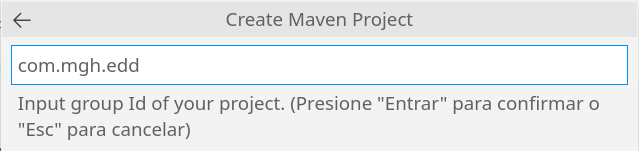 Create Maven Project
com.mgh.edd
Input group Id of your project. (Presione "Entrar" para confirmar o
"Esc" para cancelar)